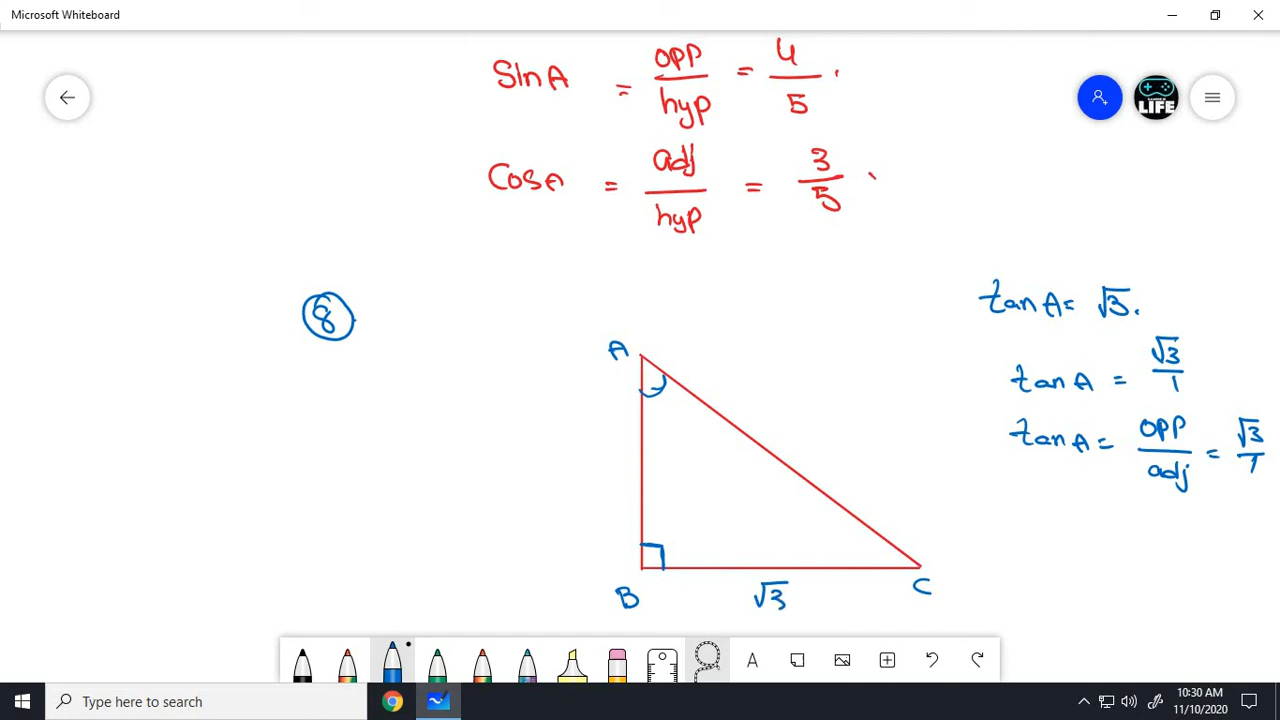 Microsoft Whiteboard
SinA = opp/hyp = 4/5
LIFE
CosA = adj/hyp = 3/5
8
tanA = √3.
A
tanA = √3/1
tanA = opp/adj = √3/1
B
√3
C
A
Type here to search
10:30 AM
11/10/2020